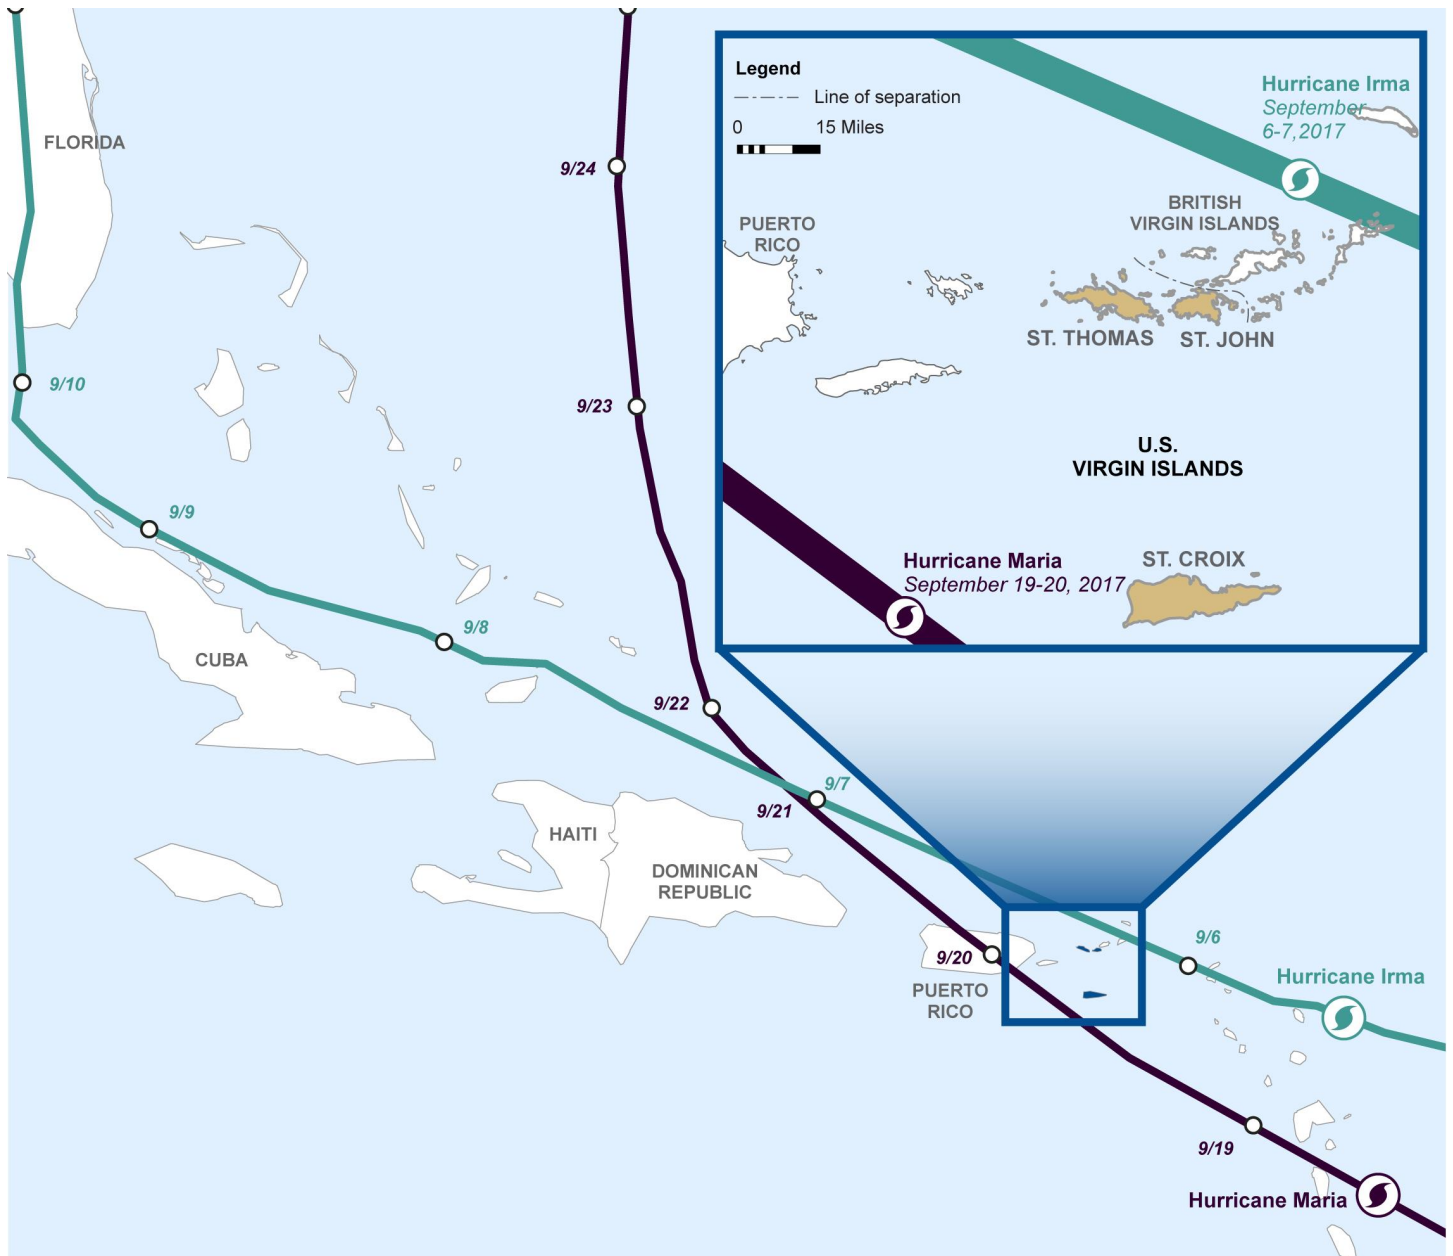 Legend
Line of separation
0 15 Miles
Hurricane Irma
September
6-7,2017
BRITISH
VIRGIN ISLANDS
PUERTO
RICO
ST. THOMAS
ST. JOHN
U.S.
VIRGIN ISLANDS
Hurricane Maria
September 19-20, 2017
ST. CROIX
FLORIDA
9/24
9/10
9/23
9/9
9/8
CUBA
9/22
9/7
9/21
HAITI
DOMINICAN
REPUBLIC
9/6
9/20
Hurricane Irma
PUERTO
RICO
9/19
Hurricane Maria